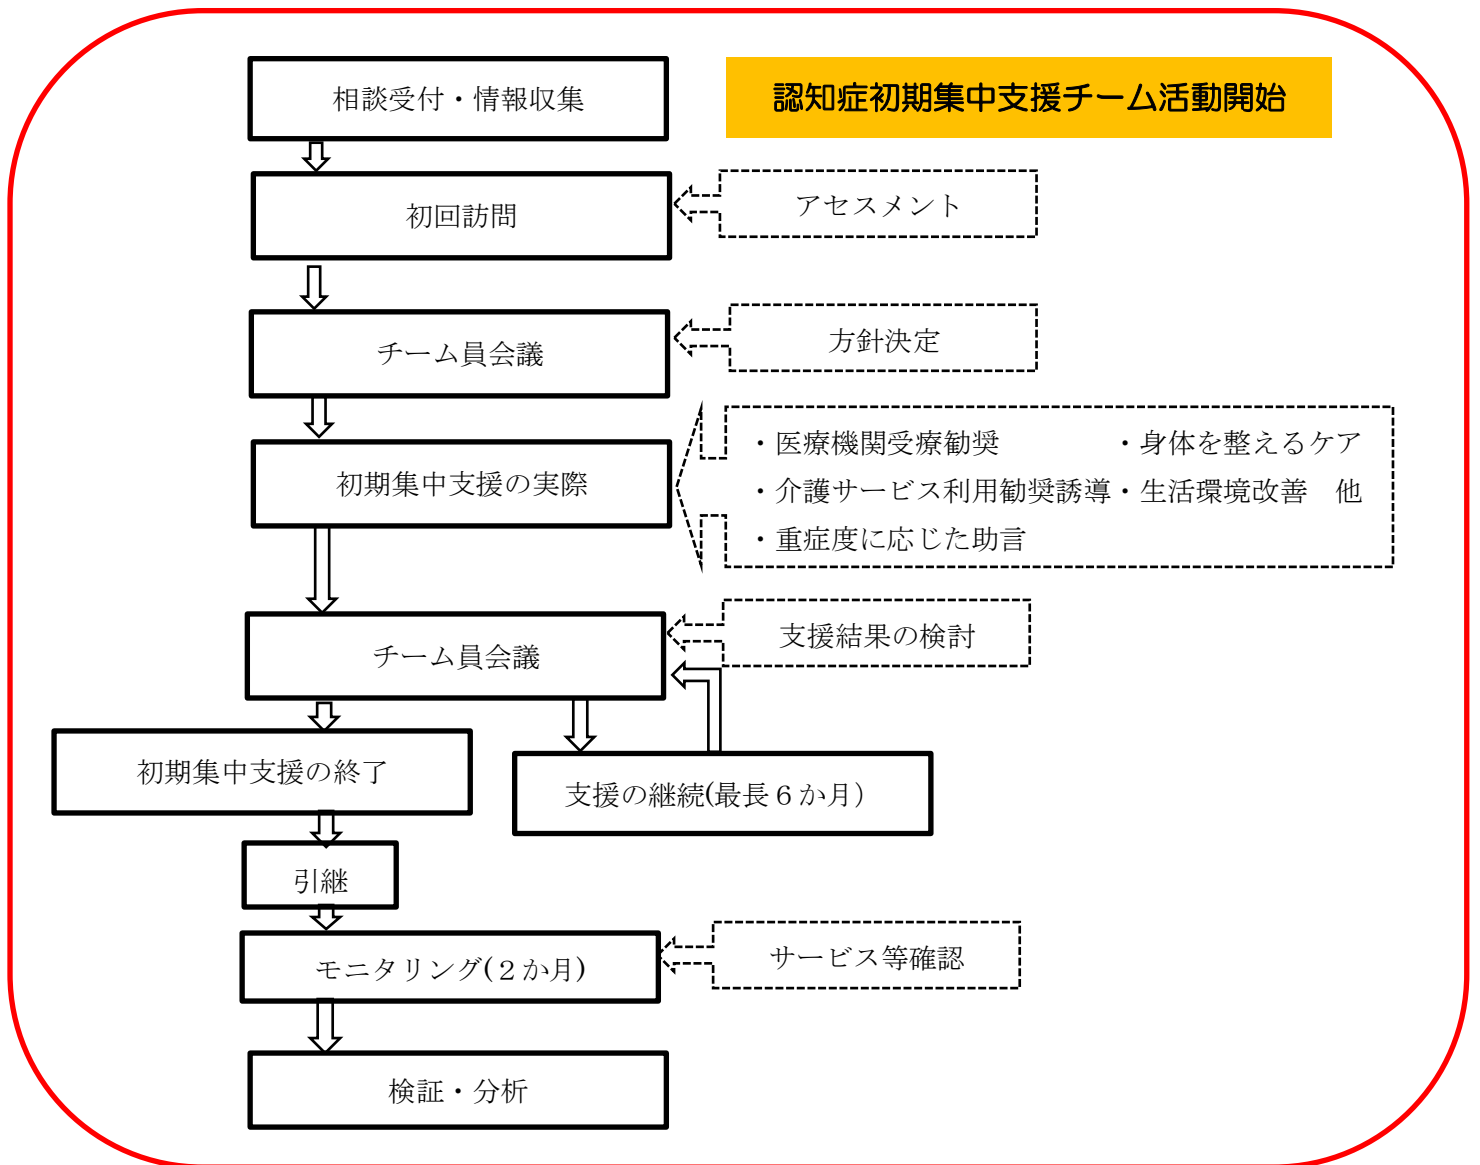 相談受付・情報収集
認知症初期集中支援チーム活動開始
初回訪問
アセスメント
チーム員会議
方針決定
初期集中支援の実際
・医療機関受療勧奨　　　　・身体を整えるケア
・介護サービス利用勧奨誘導・生活環境改善　他
・重症度に応じた助言
チーム員会議
支援結果の検討
初期集中支援の終了
支援の継続(最長６か月）
引継
モニタリング(２か月)
サービス等確認
検証・分析